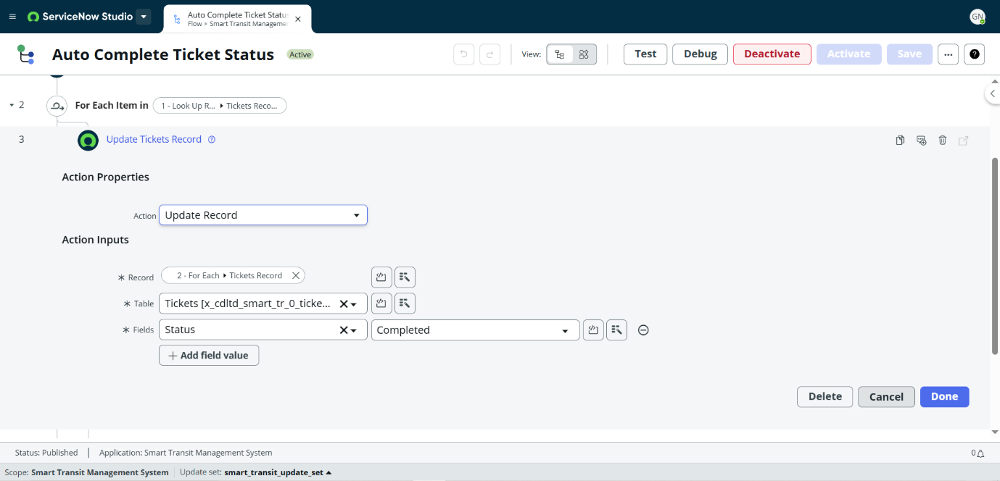 ServiceNow Studio
Auto Complete Ticket Statu
Flow • Smart Transit Manageme
GN
Auto Complete Ticket Status Active
View: Test Debug Deactivate Activate Save ... ?
2 For Each Item in 1 - Look Up R... Tickets Reco...
3 Update Tickets Record ?
Action Properties
Action Update Record
Action Inputs
* Record 2 - For Each Tickets Record
* Table Tickets [x_cdltd_smart_tr_0_ticke...
* Fields Status Completed
+ Add field value
Delete Cancel Done
Status: Published | Application: Smart Transit Management System 0
Scope: Smart Transit Management System | Update set: smart_transit_update_set